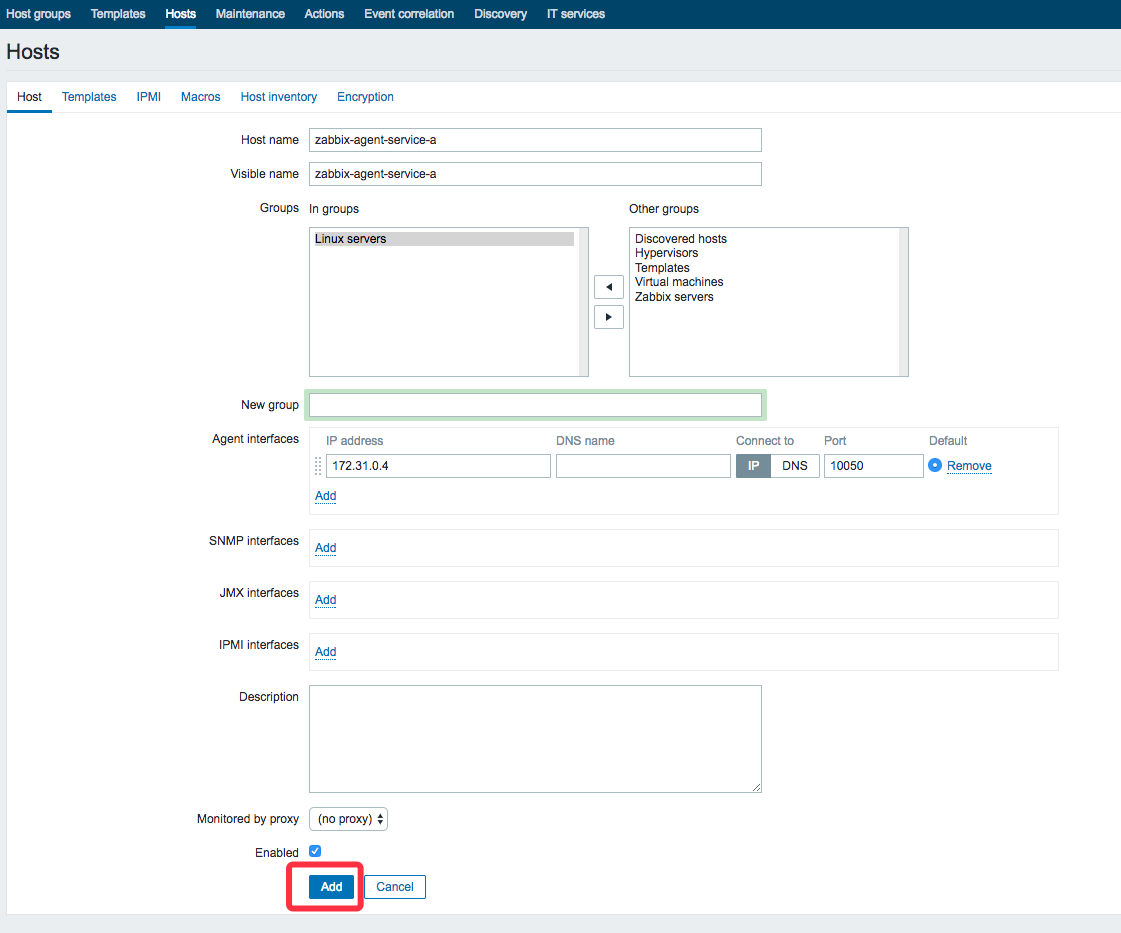 Host groups Templates Hosts Maintenance Actions Event correlation Discovery IT services
Hosts
Host Templates IPMI Macros Host inventory Encryption
Host name zabbix-agent-service-a
Visible name zabbix-agent-service-a
Groups In groups Other groups
Linux servers Discovered hosts
Hypervisors
Templates
Virtual machines
Zabbix servers
New group
Agent interfaces IP address DNS name Connect to Port Default
172.31.0.4 IP DNS 10050 Remove
Add
SNMP interfaces Add
JMX interfaces Add
IPMI interfaces Add
Description
Monitored by proxy (no proxy)
Enabled
Add Cancel